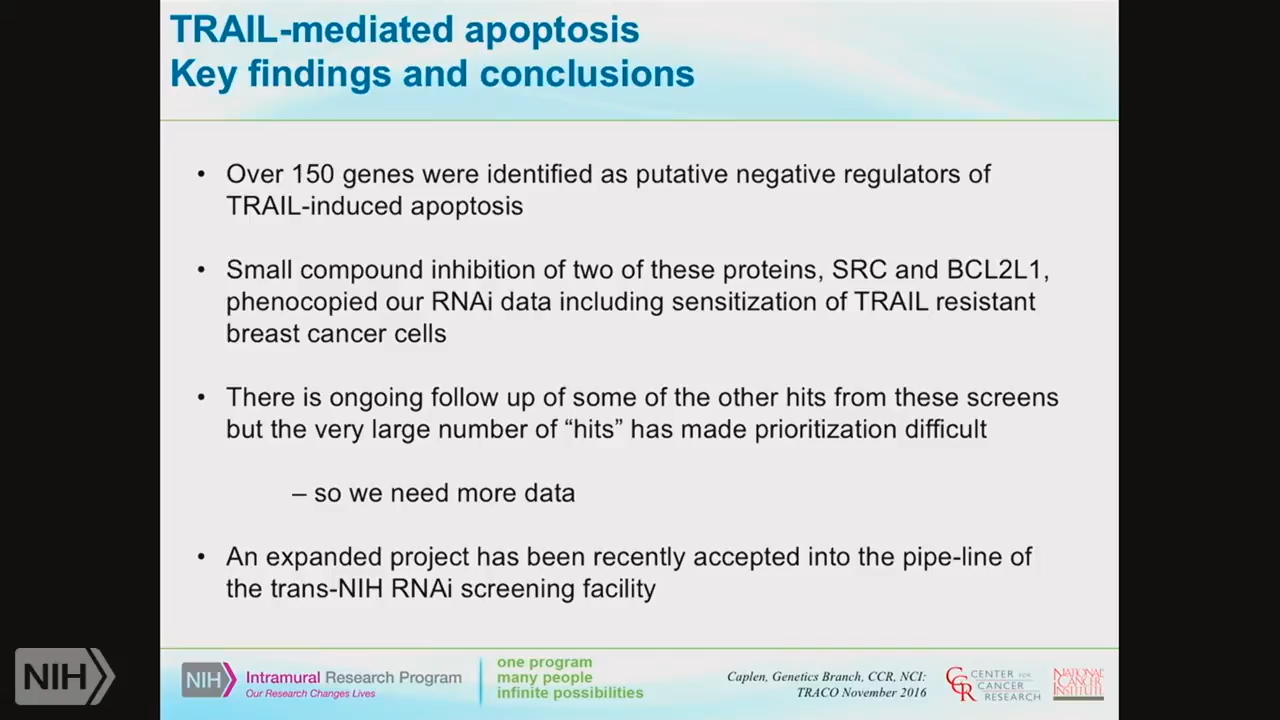 TRAIL-mediated apoptosis
Key findings and conclusions
• Over 150 genes were identified as putative negative regulators of
TRAIL-induced apoptosis
• Small compound inhibition of two of these proteins, SRC and BCL2L1,
phenocopied our RNAi data including sensitization of TRAIL resistant
breast cancer cells
• There is ongoing follow up of some of the other hits from these screens
but the very large number of “hits” has made prioritization difficult
– so we need more data
• An expanded project has been recently accepted into the pipe-line of
the trans-NIH RNAi screening facility
NIH
NIH
Intramural Research Program
Our Research Changes Lives
one program
many people
infinite possibilities
Caplen, Genetics Branch, CCR, NCI:
TRACO November 2016
CCR
CENTER FOR
CANCER
RESEARCH
NATIONAL
CANCER
INSTITUTE